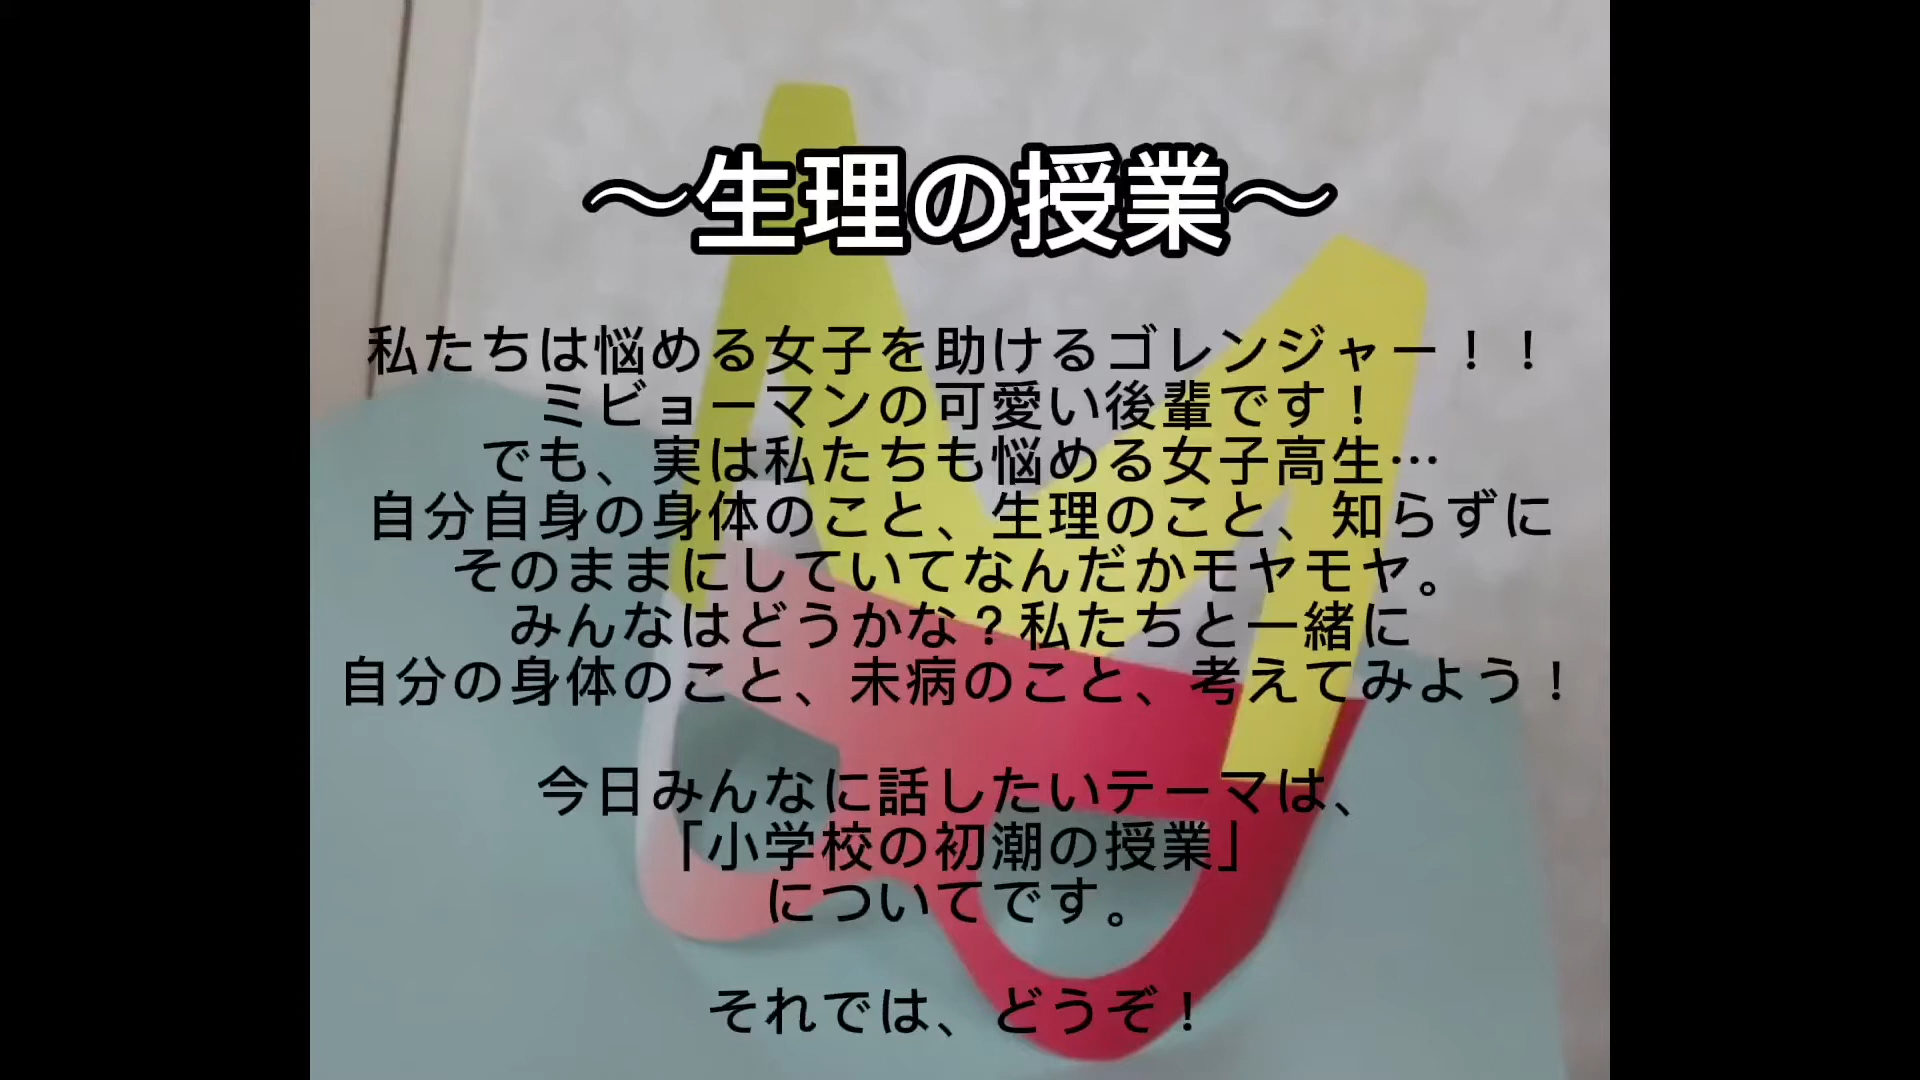 ～生理の授業～
私たちは悩める女子を助けるゴレンジャー！！
ミビョーマンの可愛い後輩です！
でも、実は私たちも悩める女子高生…
自分自身の身体のこと、生理のこと、知らずに
そのままにしていてなんだかモヤモヤ。
みんなはどうかな？私たちと一緒に
自分の身体のこと、未病のこと、考えてみよう！
今日みんなに話したいテーマは、
「小学校の初潮の授業」
についてです。
それでは、どうぞ！